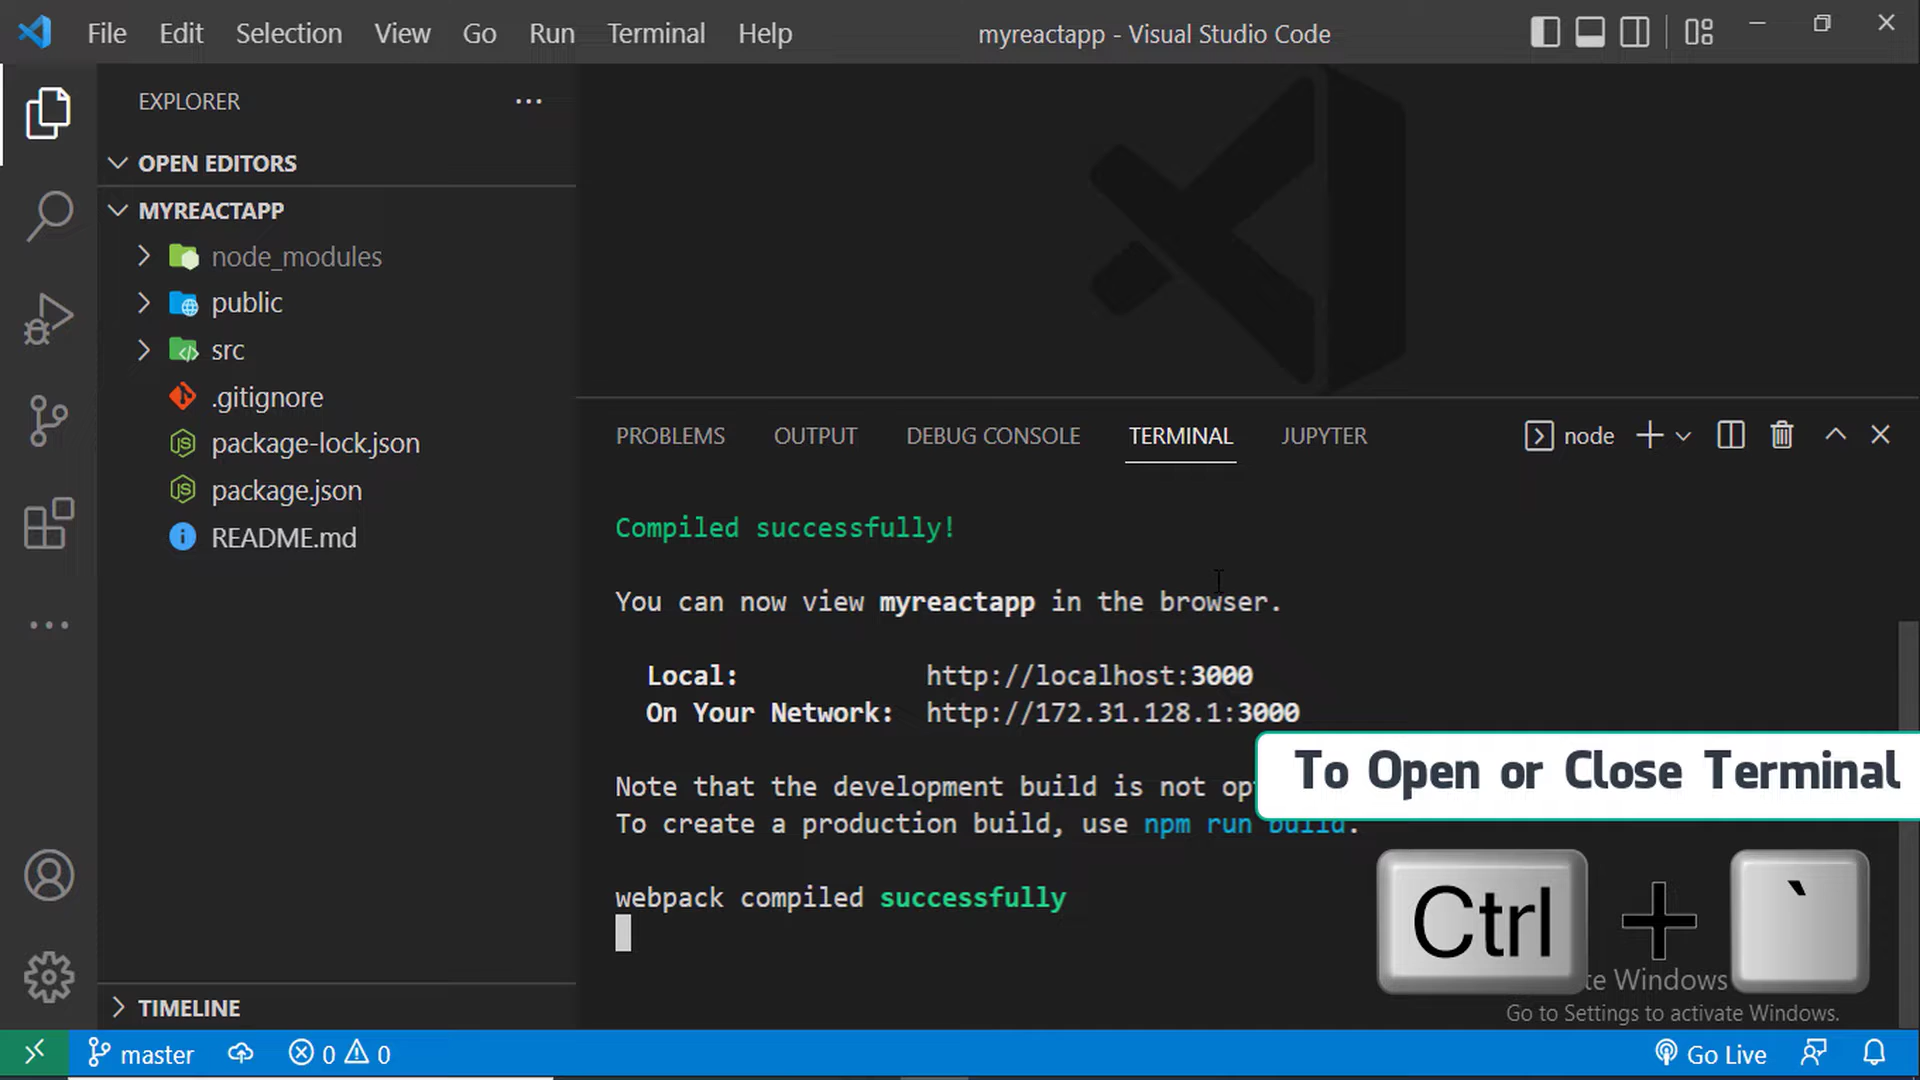 File Edit Selection View Go Run Terminal Help myreactapp - Visual Studio Code
EXPLORER
OPEN EDITORS
MYREACTAPP
node_modules
public
src
.gitignore
package-lock.json
package.json
README.md
TIMELINE
PROBLEMS OUTPUT DEBUG CONSOLE TERMINAL JUPYTER node
Compiled successfully!
You can now view myreactapp in the browser.
Local: http://localhost:3000
On Your Network: http://172.31.128.1:3000
Note that the development build is not
To create a production build, use npm run build.
webpack compiled successfully
To Open or Close Terminal
Ctrl + `
Windows
Go to Settings to activate Windows.
master 0 0 Go Live